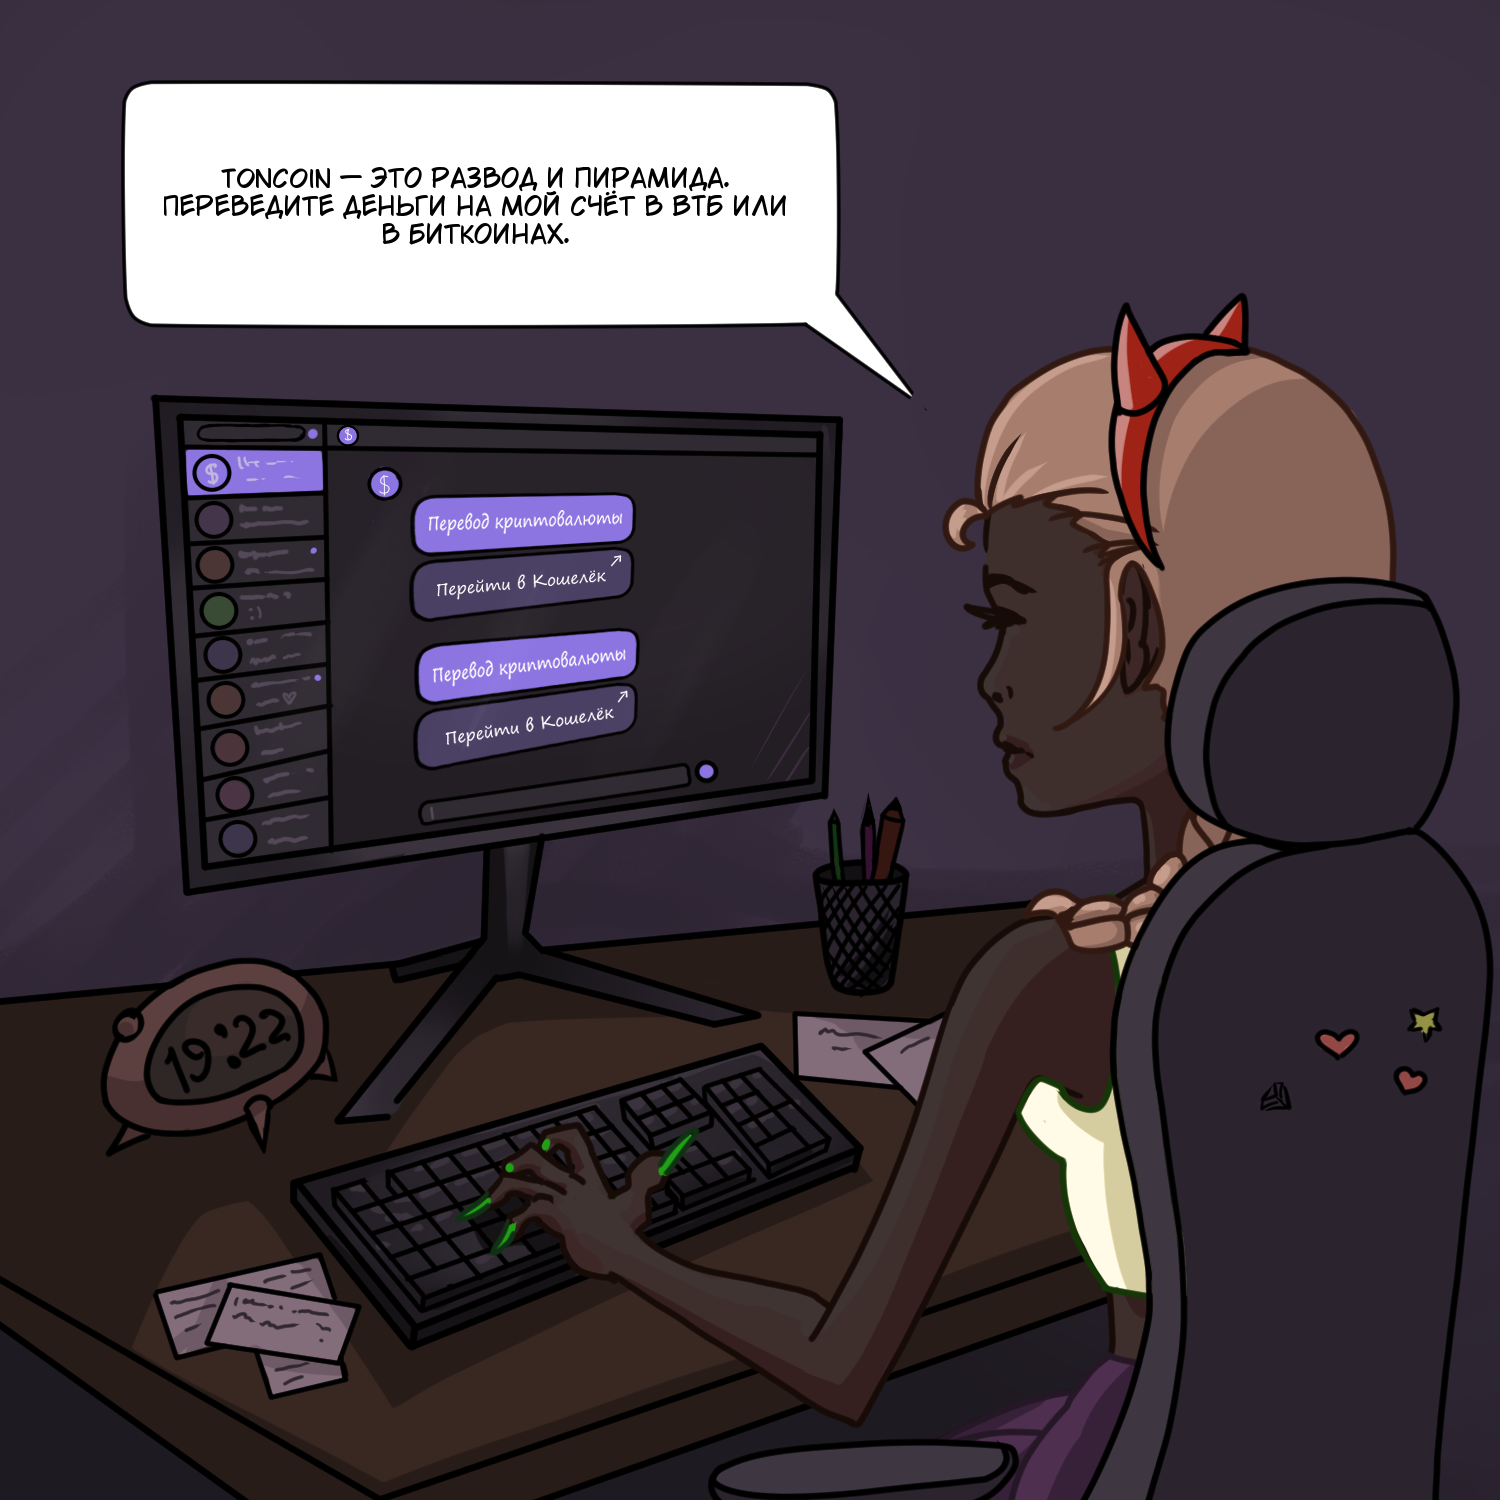 TONCOIN — ЭТО РАЗВОД И ПИРАМИДА.
ПЕРЕВЕДИТЕ ДЕНЬГИ НА МОЙ СЧЁТ В ВТБ ИЛИ
В БИТКОИНАХ.
$
$
$
Перевод криптовалюты
Перейти в Кошелёк
:)
Перевод криптовалюты
Перейти в Кошелёк
19:22